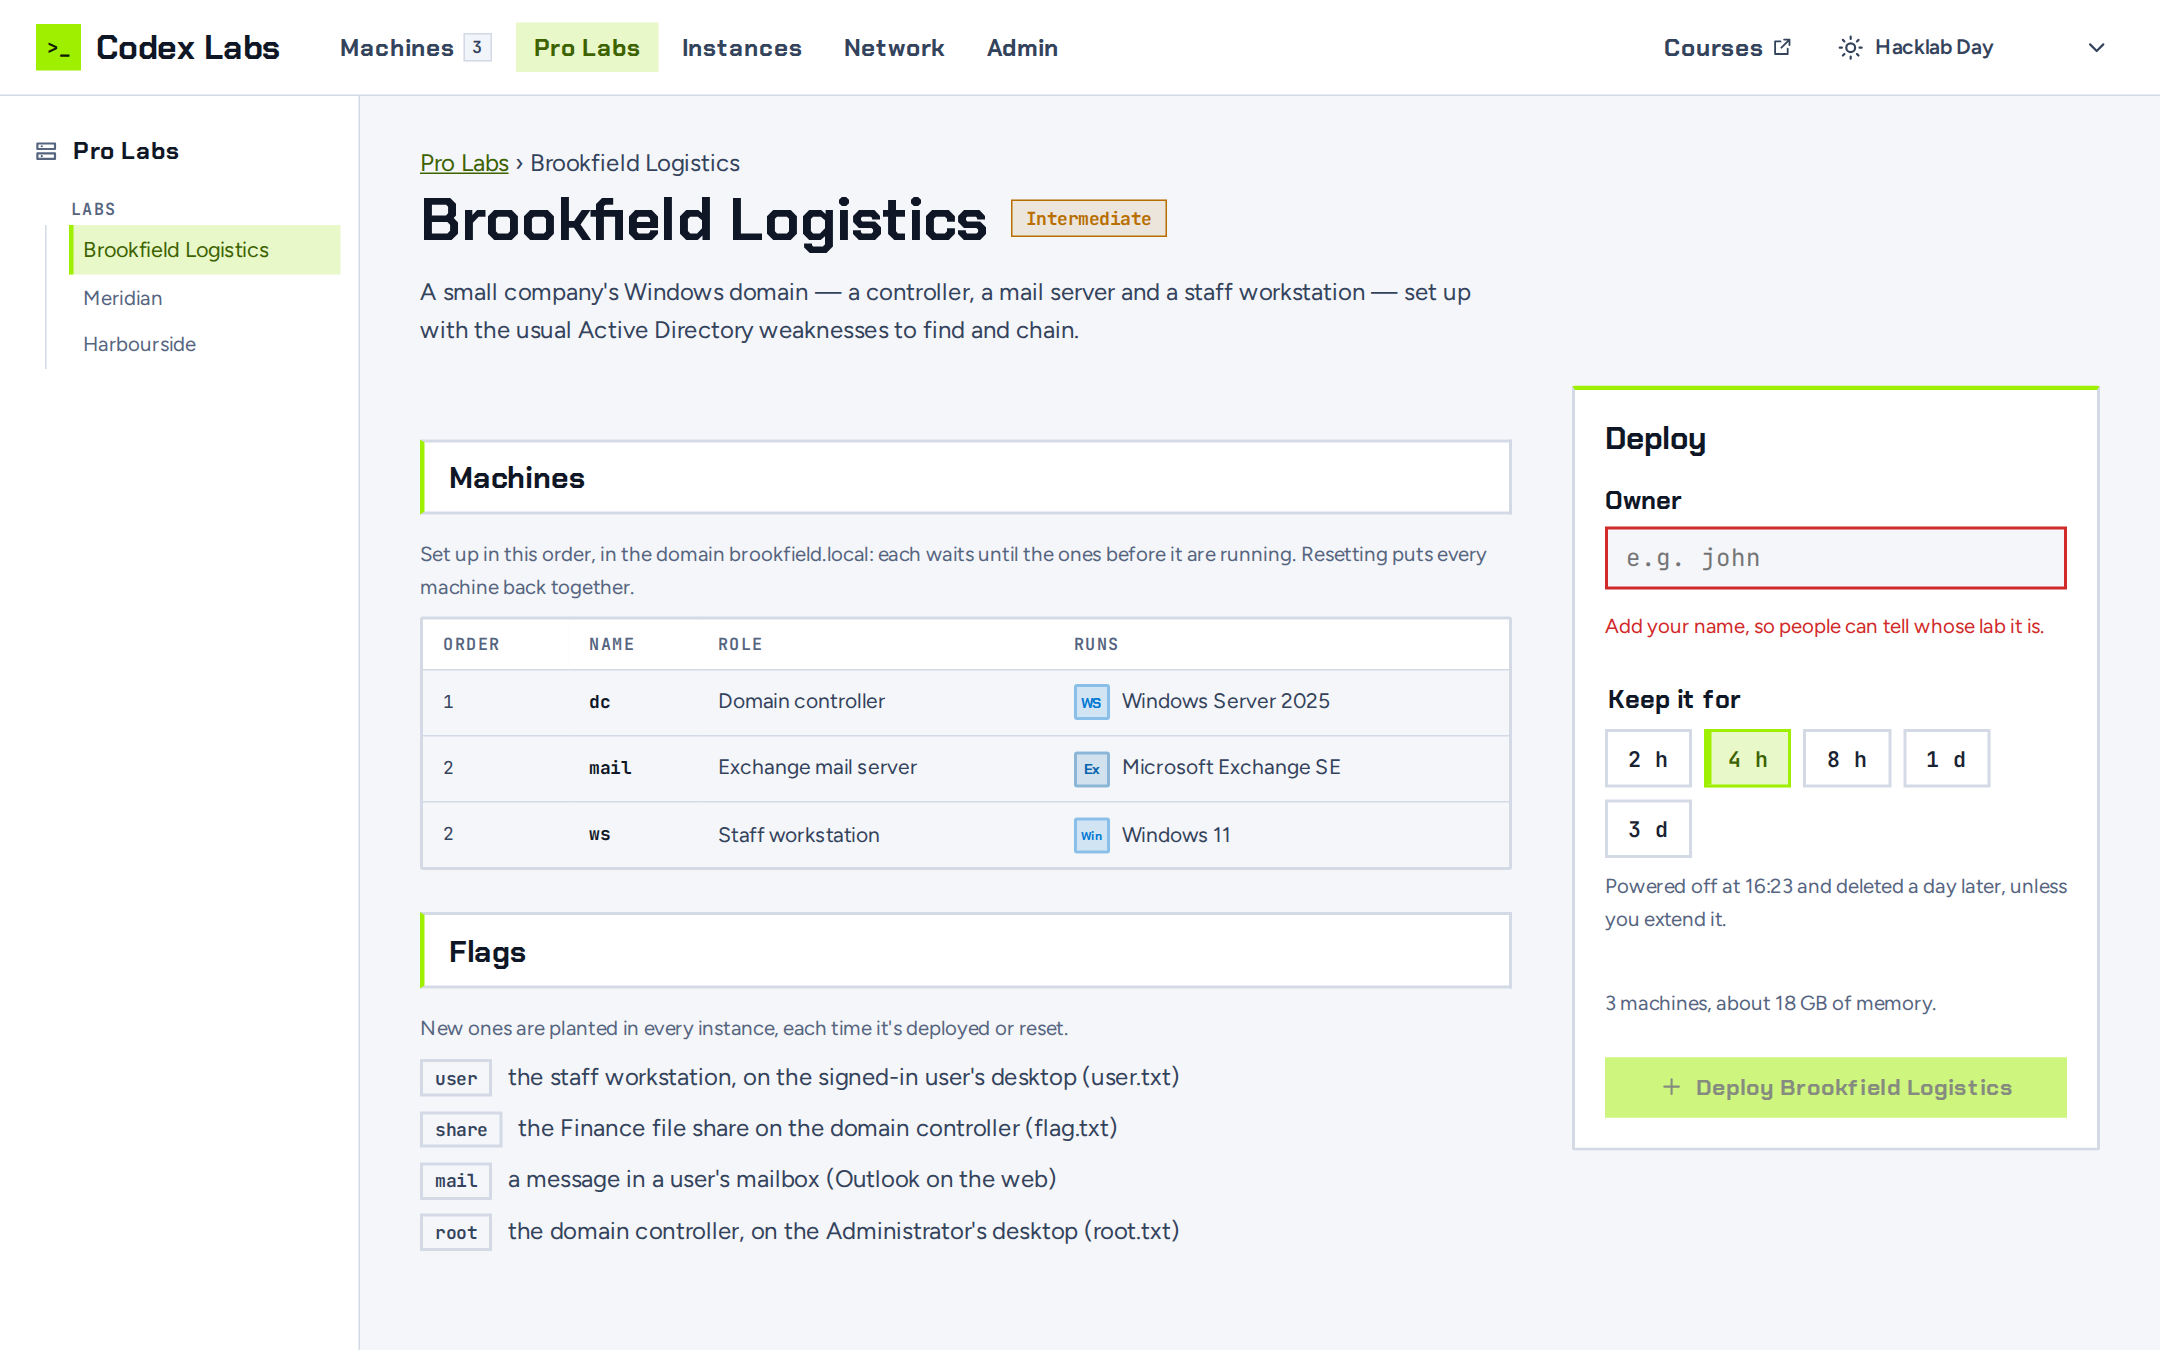 >_ Codex Labs Machines 3 Pro Labs Instances Network Admin Courses Hacklab Day
Pro Labs
LABS
Brookfield Logistics
Meridian
Harbourside
Pro Labs › Brookfield Logistics
Brookfield Logistics Intermediate
A small company's Windows domain — a controller, a mail server and a staff workstation — set up
with the usual Active Directory weaknesses to find and chain.
Machines
Set up in this order, in the domain brookfield.local: each waits until the ones before it are running. Resetting puts every
machine back together.
ORDER NAME ROLE RUNS
1 dc Domain controller WS Windows Server 2025
2 mail Exchange mail server Ex Microsoft Exchange SE
2 ws Staff workstation Win Windows 11
Flags
New ones are planted in every instance, each time it's deployed or reset.
user the staff workstation, on the signed-in user's desktop (user.txt)
share the Finance file share on the domain controller (flag.txt)
mail a message in a user's mailbox (Outlook on the web)
root the domain controller, on the Administrator's desktop (root.txt)
Deploy
Owner
e.g. john
Add your name, so people can tell whose lab it is.
Keep it for
2 h 4 h 8 h 1 d
3 d
Powered off at 16:23 and deleted a day later, unless
you extend it.
3 machines, about 18 GB of memory.
+ Deploy Brookfield Logistics